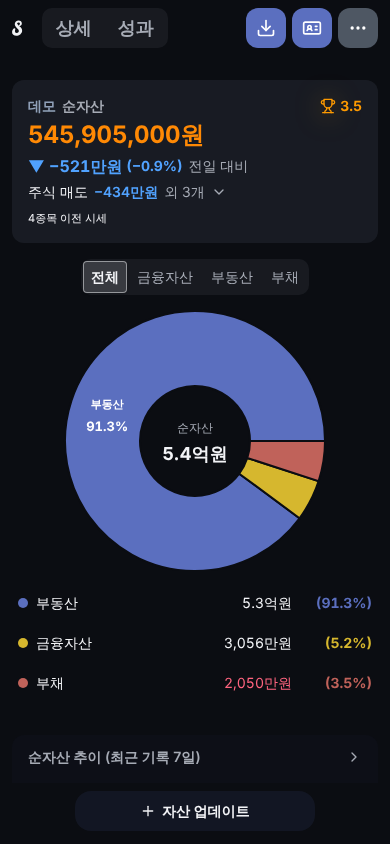 상세 성과
데모 순자산
3.5
545,905,000원
▼ −521만원 (−0.9%) 전일 대비
주식 매도 −434만원 외 3개
4종목 이전 시세
전체 금융자산 부동산 부채
부동산
91.3%
순자산
5.4억원
부동산 5.3억원 (91.3%)
금융자산 3,056만원 (5.2%)
부채 2,050만원 (3.5%)
순자산 추이 (최근 기록 7일)
+ 자산 업데이트